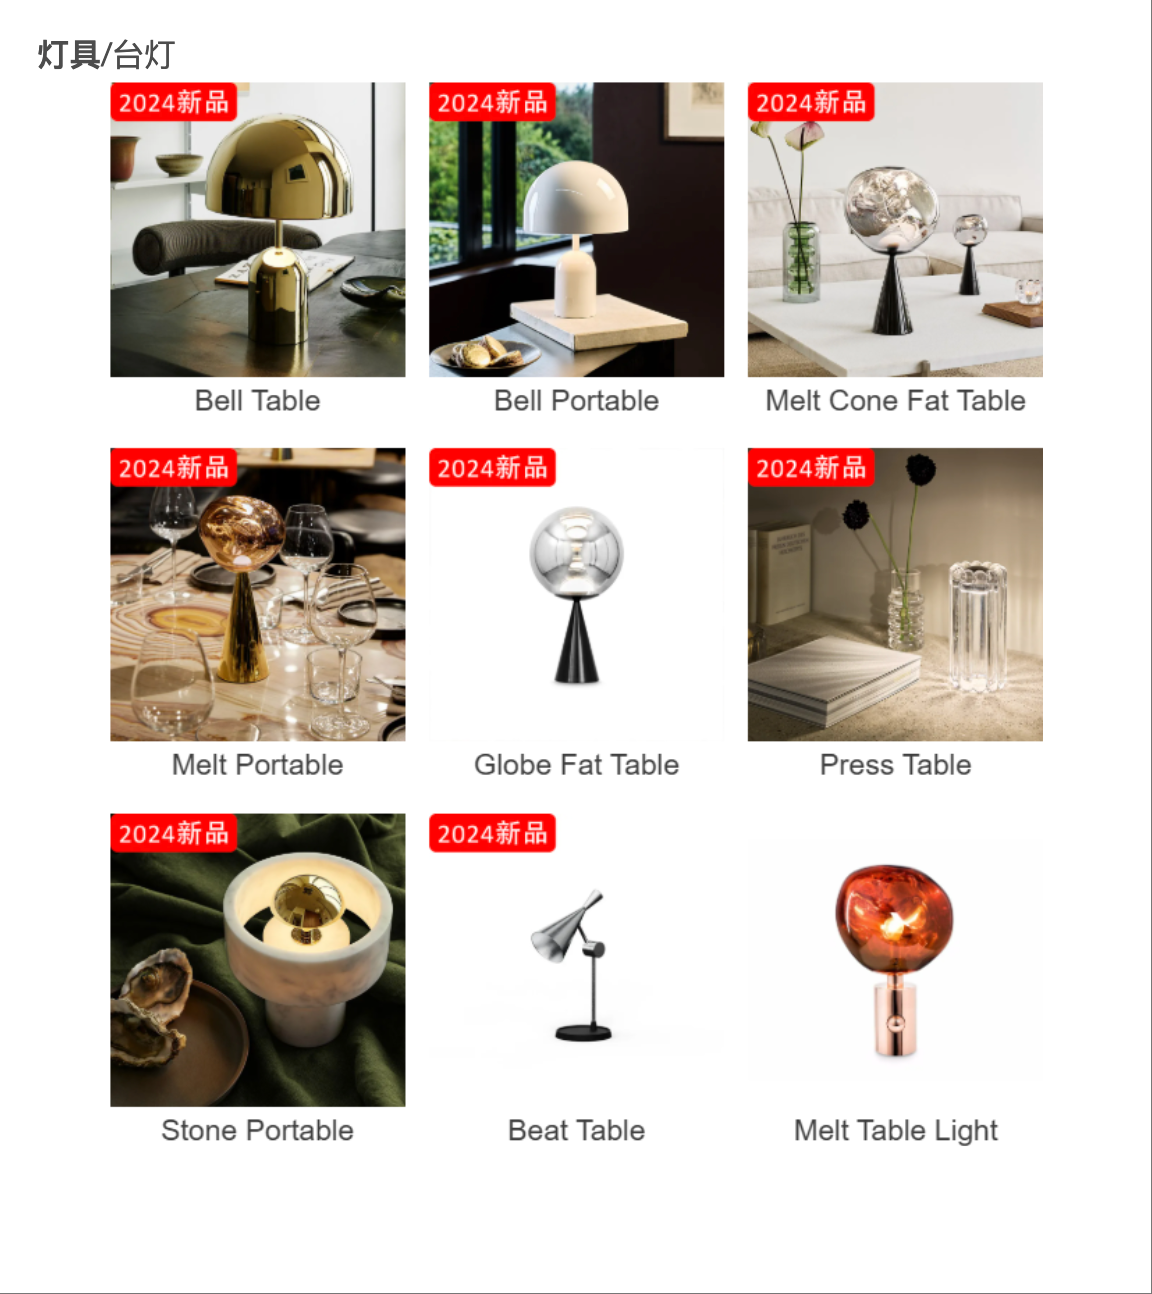 灯具/台灯
2024新品
2024新品
2024新品
Bell Table
Bell Portable
Melt Cone Fat Table
2024新品
2024新品
2024新品
Melt Portable
Globe Fat Table
Press Table
2024新品
2024新品
Stone Portable
Beat Table
Melt Table Light